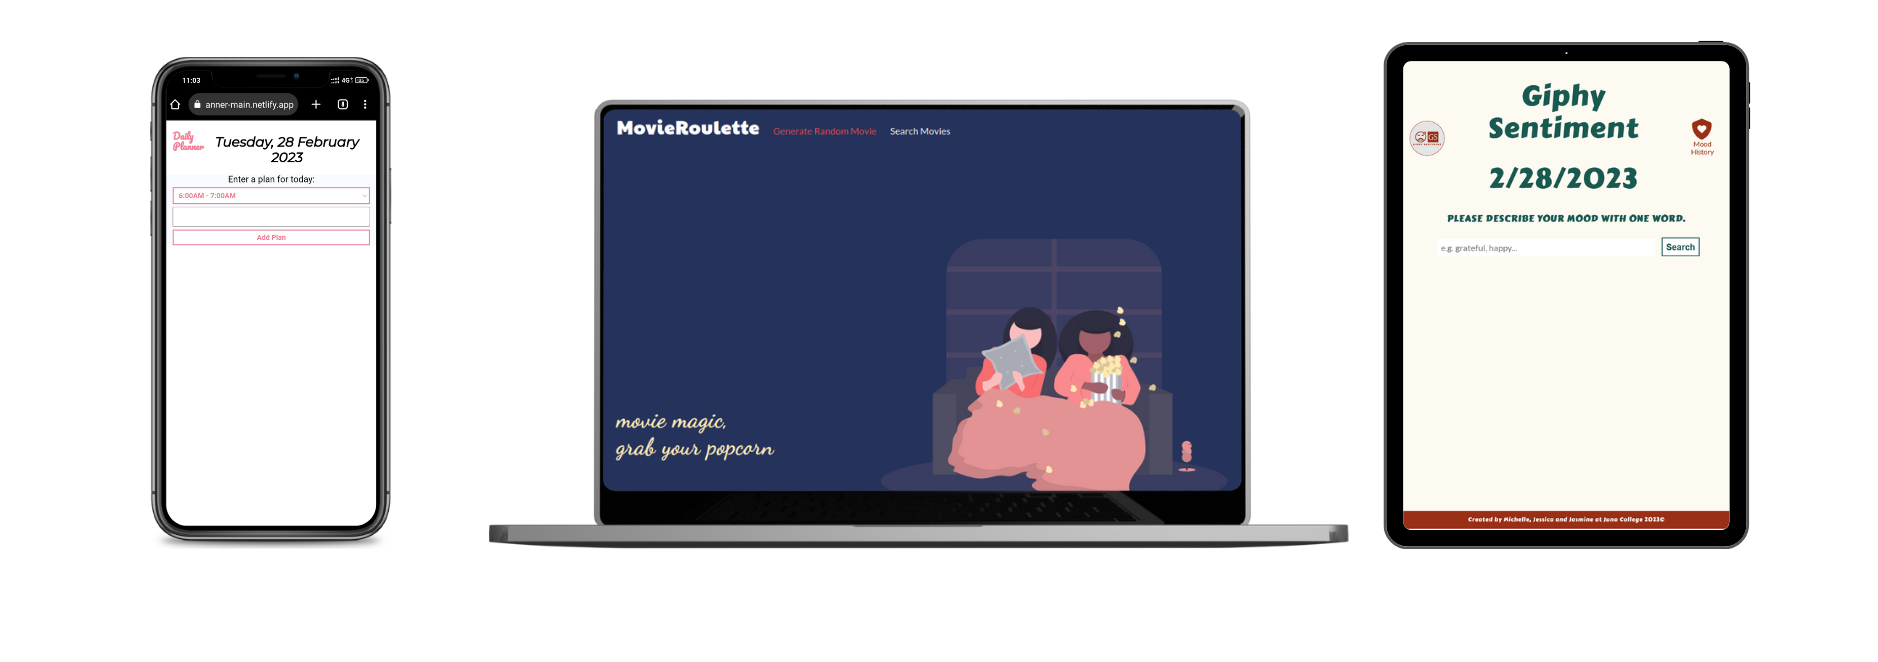 11:03
4G
anner-main.netlify.app
Daily
Planner
Tuesday, 28 February
2023
Enter a plan for today:
6:00AM - 7:00AM
Add Plan
MovieRoulette
Generate Random Movie
Search Movies
movie magic,
grab your popcorn
Giphy
Sentiment
GS
Mood
History
2/28/2023
PLEASE DESCRIBE YOUR MOOD WITH ONE WORD.
e.g. grateful, happy...
Search
Created by Michelle, Jessica and Jasmine at Juno College 2023©